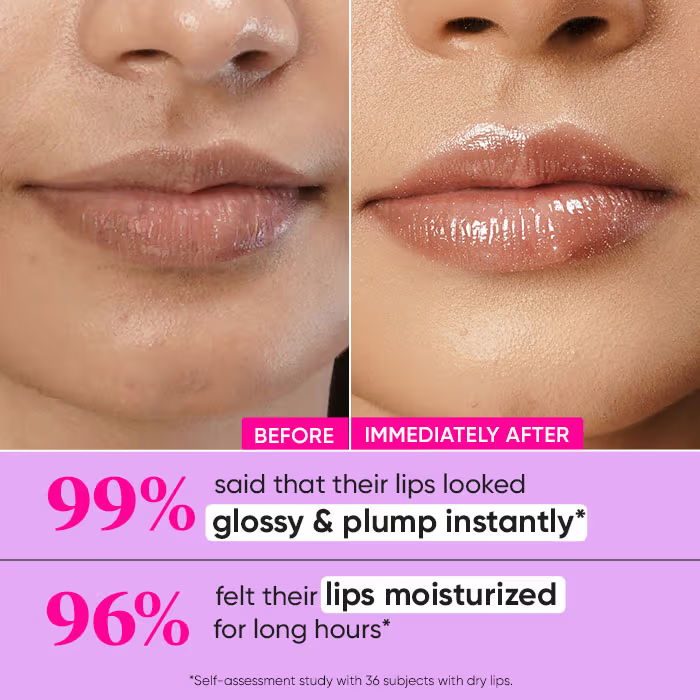 BEFORE
IMMEDIATELY AFTER
99% said that their lips looked
glossy & plump instantly*
96% felt their lips moisturized
for long hours*
*Self-assessment study with 36 subjects with dry lips.